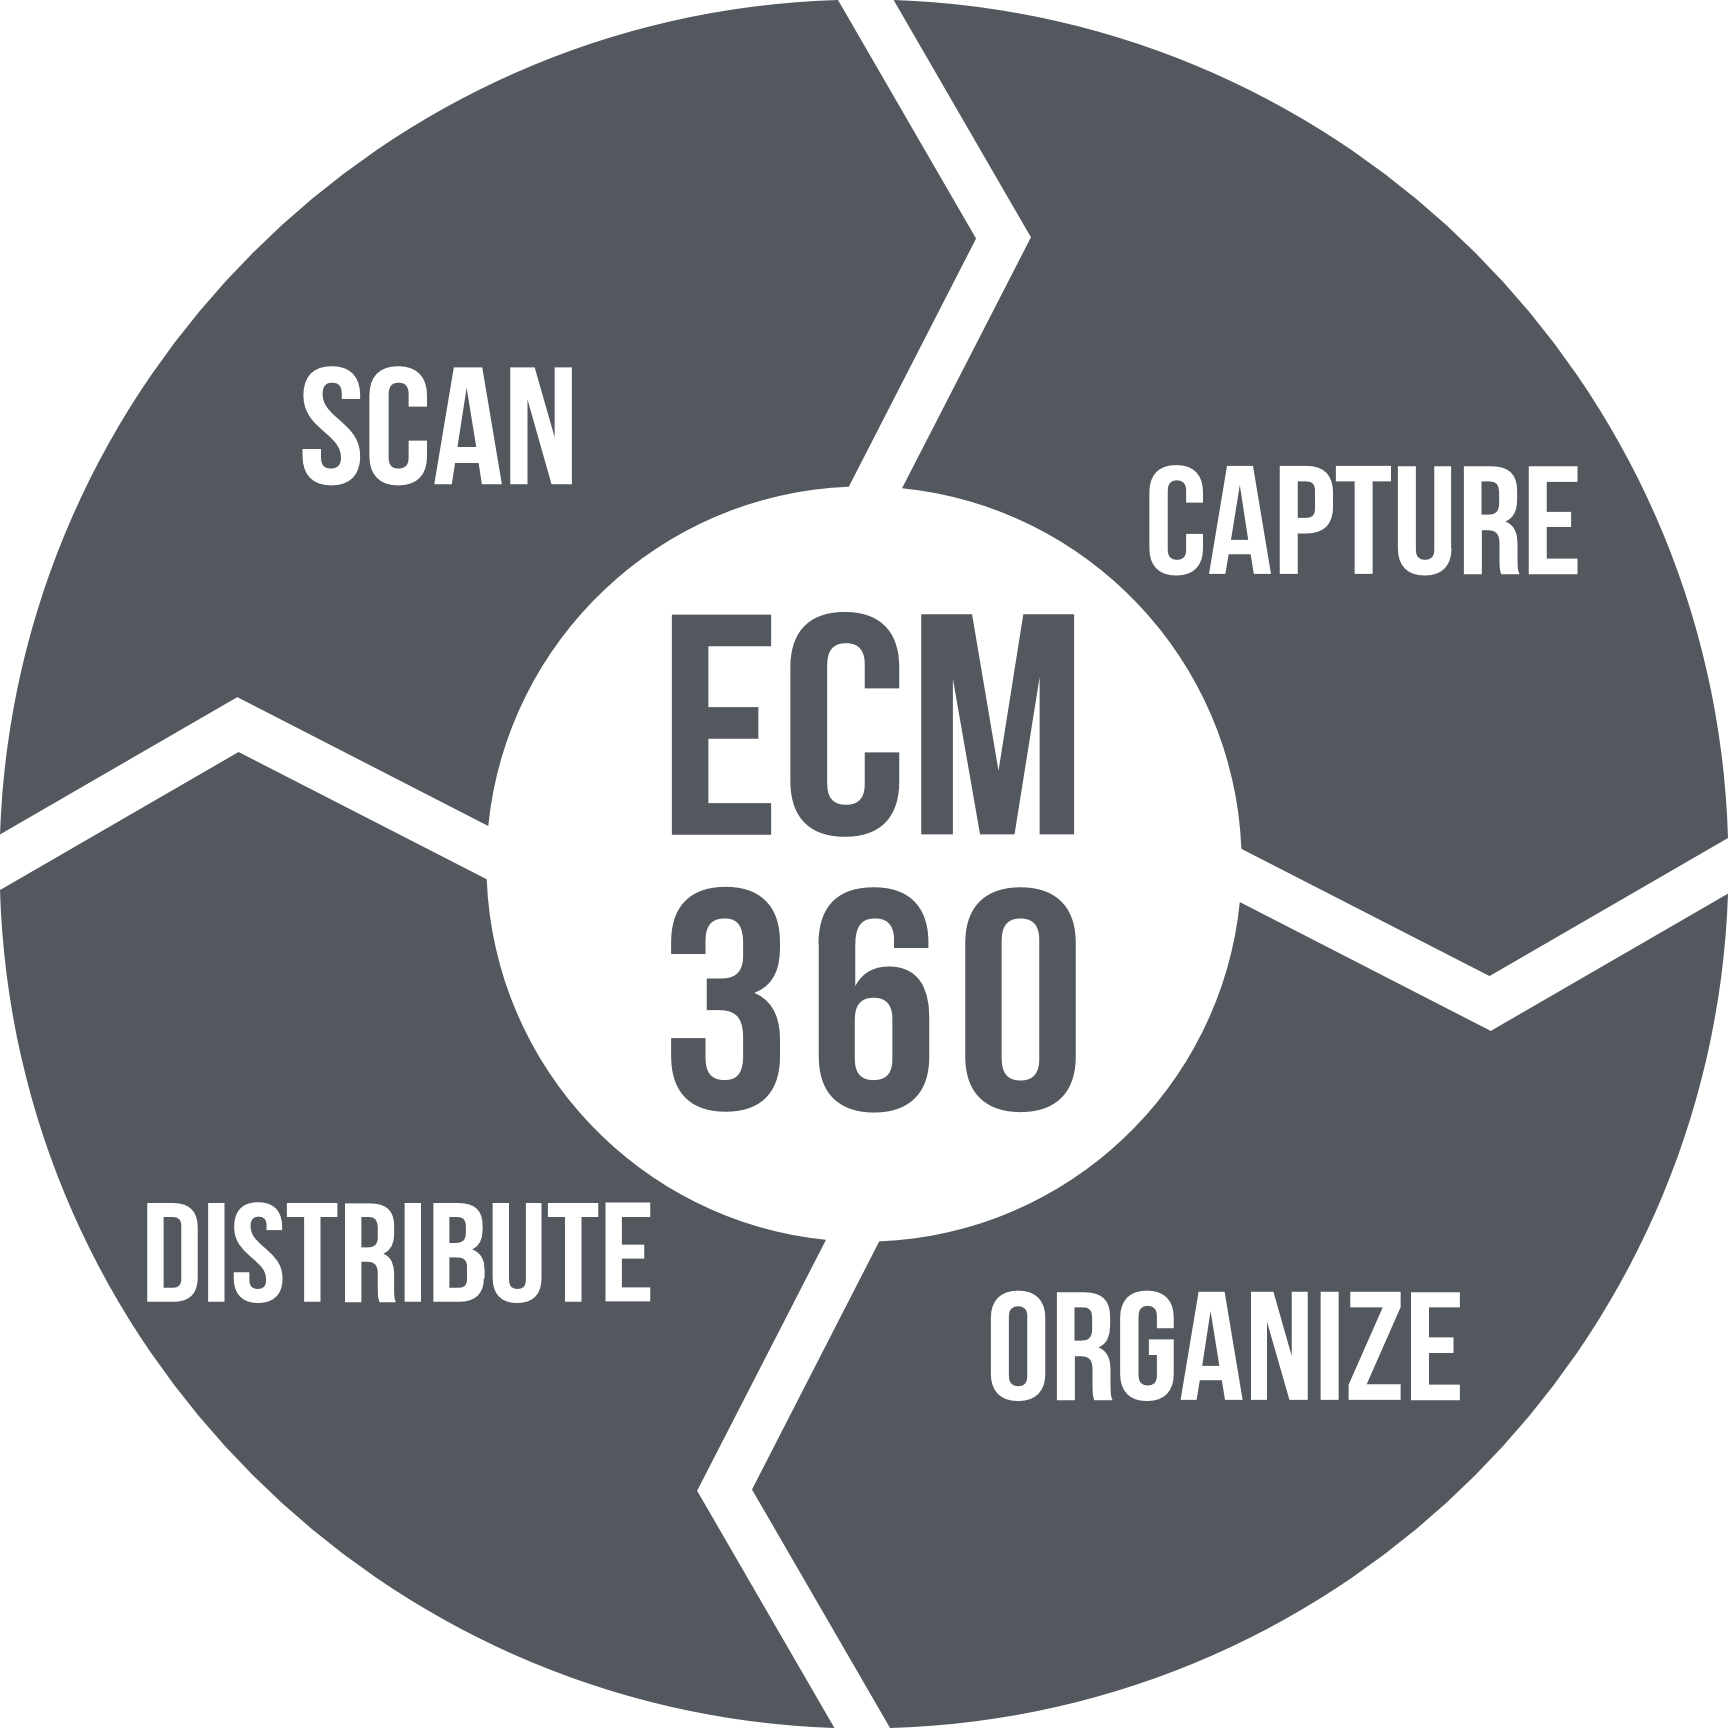 SCAN
CAPTURE
ECM
360
DISTRIBUTE
ORGANIZE